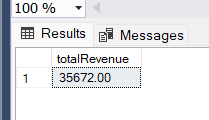 100 %
Results Messages
totalRevenue
1 35672.00